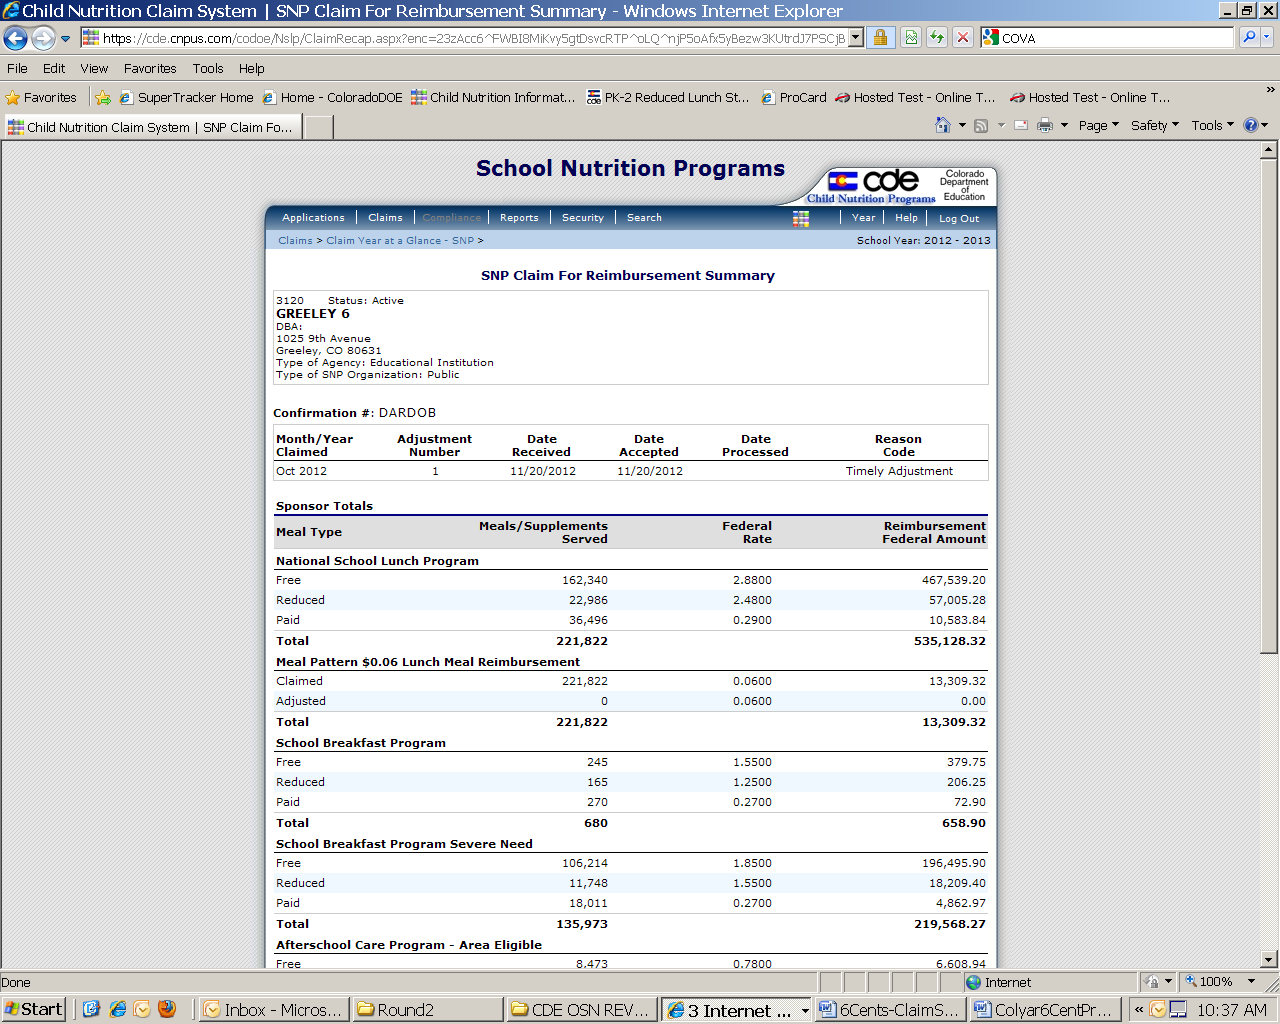 Child Nutrition Claim System | SNP Claim For Reimbursement Summary - Windows Internet Explorer
https://cde.cnpus.com/codoe/Nslp/ClaimRecap.aspx?enc=23zAcc6^FWBI8MiKvy5gtDsvcRTP^oLQ^njP5oAfx5yBezw3KUtrdJ7PSCjB COVA
File Edit View Favorites Tools Help
Favorites SuperTracker Home Home - ColoradoDOE Child Nutrition Informat... PK-2 Reduced Lunch St... ProCard Hosted Test - Online T... Hosted Test - Online T... »
Child Nutrition Claim System | SNP Claim Fo... Page Safety Tools
School Nutrition Programs
cde Child Nutrition Programs
Colorado Department of Education
Applications Claims Compliance Reports Security Search Year Help Log Out
Claims > Claim Year at a Glance - SNP > School Year: 2012 - 2013
SNP Claim For Reimbursement Summary
3120 Status: Active
GREELEY 6
DBA:
1025 9th Avenue
Greeley, CO 80631
Type of Agency: Educational Institution
Type of SNP Organization: Public
Confirmation #: DARDOB
Month/Year Claimed Adjustment Number Date Received Date Accepted Date Processed Reason Code
Oct 2012 1 11/20/2012 11/20/2012 Timely Adjustment
Sponsor Totals
Meal Type Meals/Supplements Served Federal Rate Reimbursement Federal Amount
National School Lunch Program
Free 162,340 2.8800 467,539.20
Reduced 22,986 2.4800 57,005.28
Paid 36,496 0.2900 10,583.84
Total 221,822 535,128.32
Meal Pattern $0.06 Lunch Meal Reimbursement
Claimed 221,822 0.0600 13,309.32
Adjusted 0 0.0600 0.00
Total 221,822 13,309.32
School Breakfast Program
Free 245 1.5500 379.75
Reduced 165 1.2500 206.25
Paid 270 0.2700 72.90
Total 680 658.90
School Breakfast Program Severe Need
Free 106,214 1.8500 196,495.90
Reduced 11,748 1.5500 18,209.40
Paid 18,011 0.2700 4,862.97
Total 135,973 219,568.27
Afterschool Care Program - Area Eligible
Free 8,473 0.7800 6,608.94
Done Internet 100%
Start Inbox - Micros... Round2 CDE OSN REV... 3 Internet ... 6Cents-ClaimS... Colyar6CentPr... « 10:37 AM